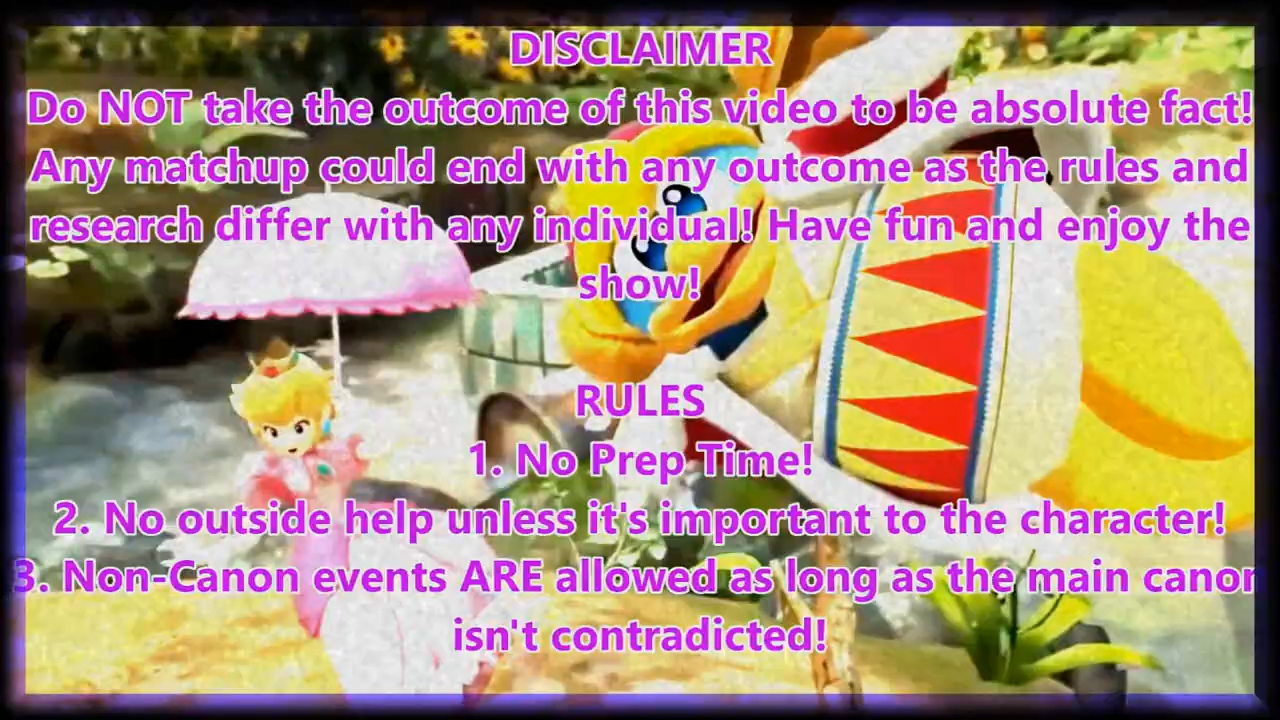 DISCLAIMER
Do NOT take the outcome of this video to be absolute fact!
Any matchup could end with any outcome as the rules and
research differ with any individual! Have fun and enjoy the
show!
RULES
1. No Prep Time!
2. No outside help unless it's important to the character!
3. Non-Canon events ARE allowed as long as the main canon
isn't contradicted!